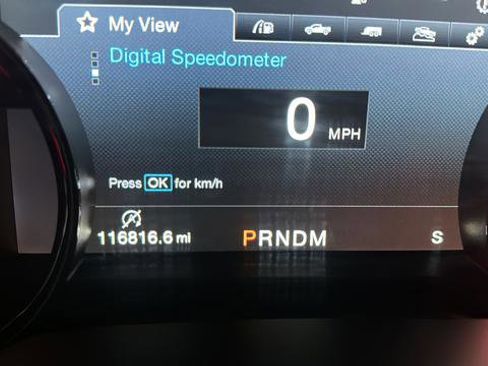 My View
Digital Speedometer
0 MPH
Press OK for km/h
116816.6 mi PRNDM S